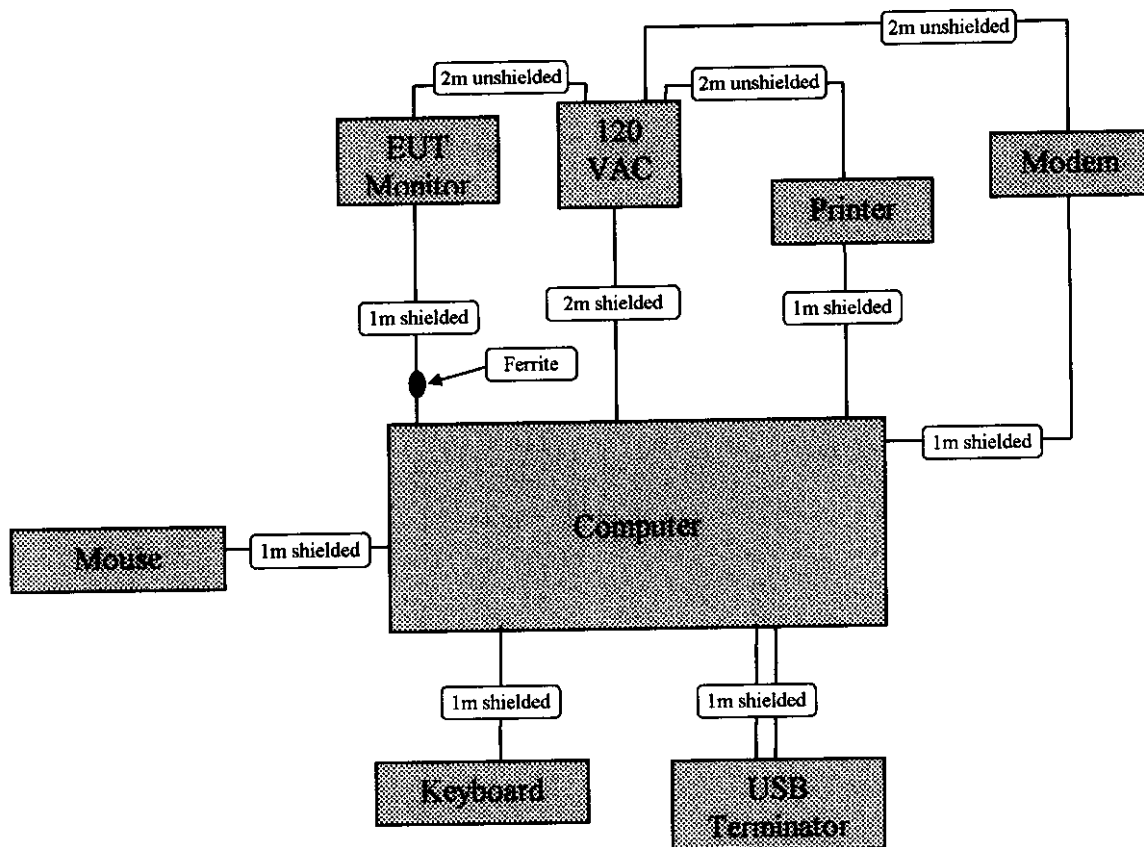 2m unshielded
2m unshielded
2m unshielded
EUT
Monitor
120
VAC
Modem
Printer
1m shielded
2m shielded
1m shielded
Ferrite
1m shielded
Computer
Mouse
1m shielded
1m shielded
1m shielded
Keyboard
USB
Terminator